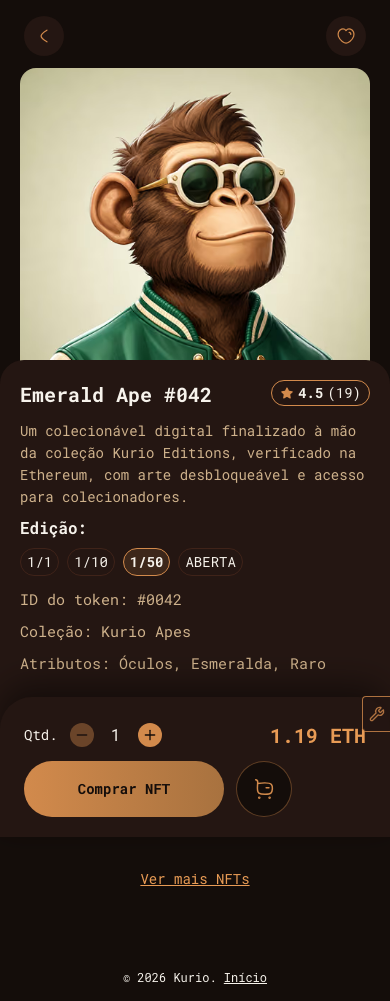 Emerald Ape #042
4.5 (19)
Um colecionável digital finalizado à mão
da coleção Kurio Editions, verificado na
Ethereum, com arte desbloqueável e acesso
para colecionadores.
Edição:
1/1 1/10 1/50 ABERTA
ID do token: #0042
Coleção: Kurio Apes
Atributos: Óculos, Esmeralda, Raro
Qtd. 1
1.19 ETH
Comprar NFT
Ver mais NFTs
© 2026 Kurio. Início